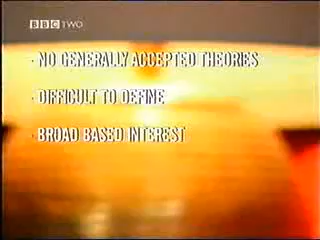 BBC TWO
· NO GENERALLY ACCEPTED THEORIES
· DIFFICULT TO DEFINE
· BROAD BASED INTEREST